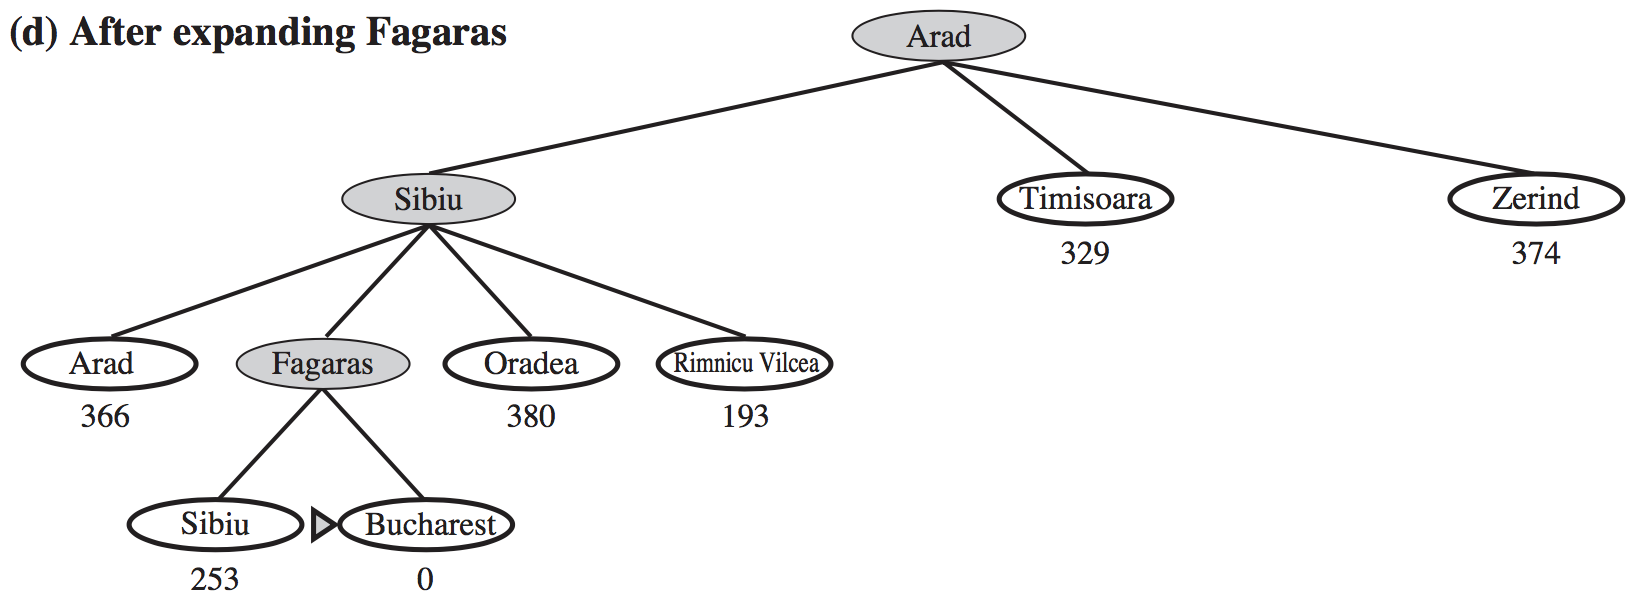 (d) After expanding Fagaras
Arad
Sibiu
Timisoara
Zerind
329
374
Arad
Fagaras
Oradea
Rimnicu Vilcea
366
380
193
Sibiu
Bucharest
253
0